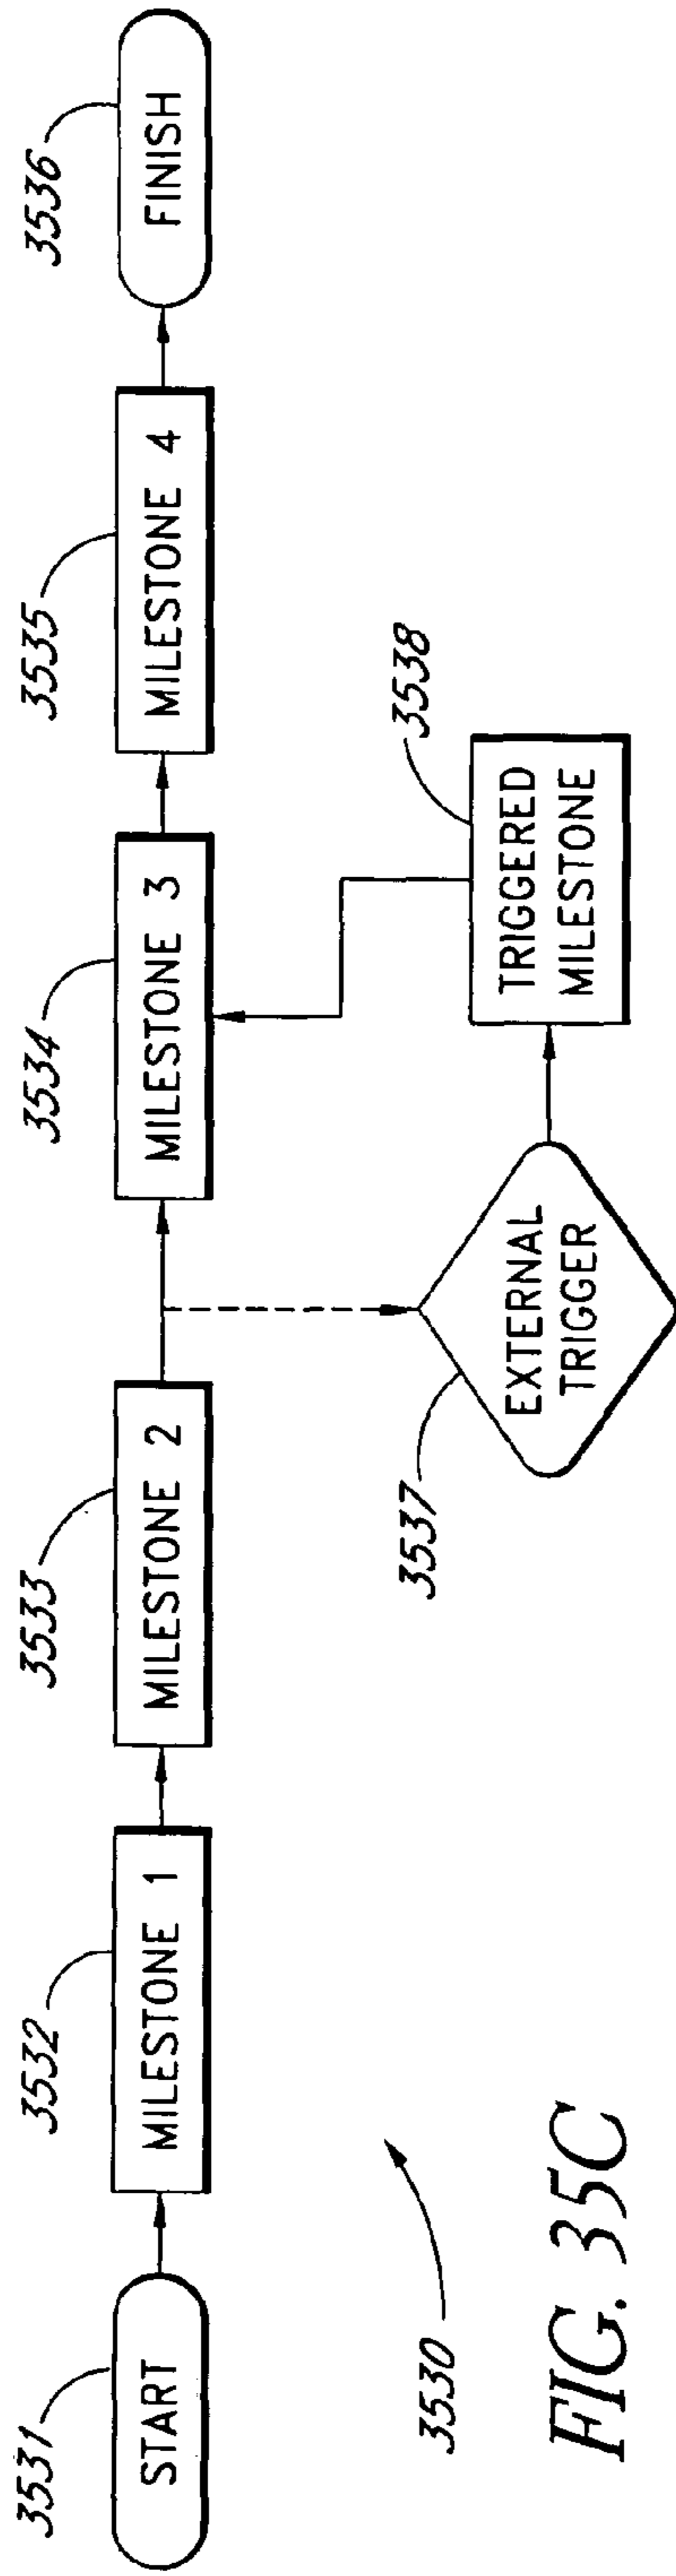 3531
START
3532
MILESTONE 1
3533
MILESTONE 2
3534
MILESTONE 3
3535
MILESTONE 4
3536
FINISH
3537
EXTERNAL
TRIGGER
3538
TRIGGERED
MILESTONE
3530
FIG. 35C